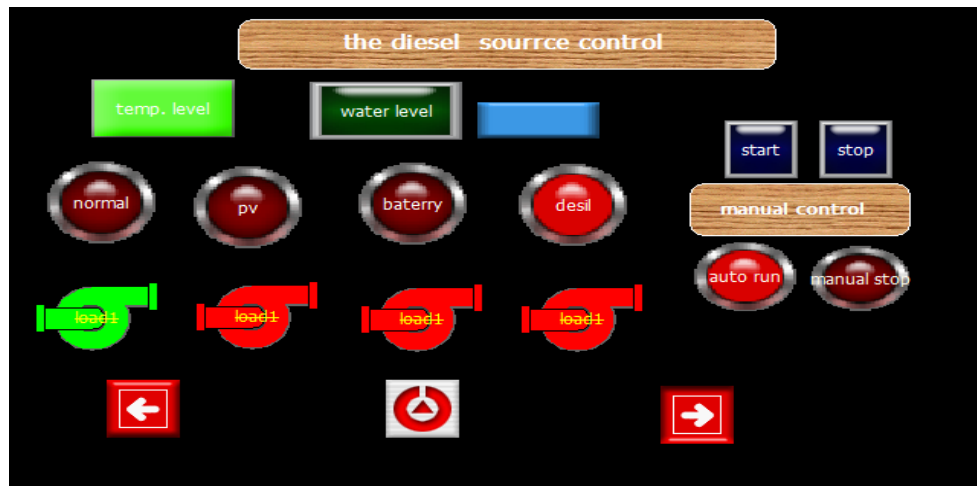 the diesel sourrce control
temp. level
water level
start
stop
normal
pv
baterry
desil
manual control
auto run
manual stop
load1
load1
load1
load1